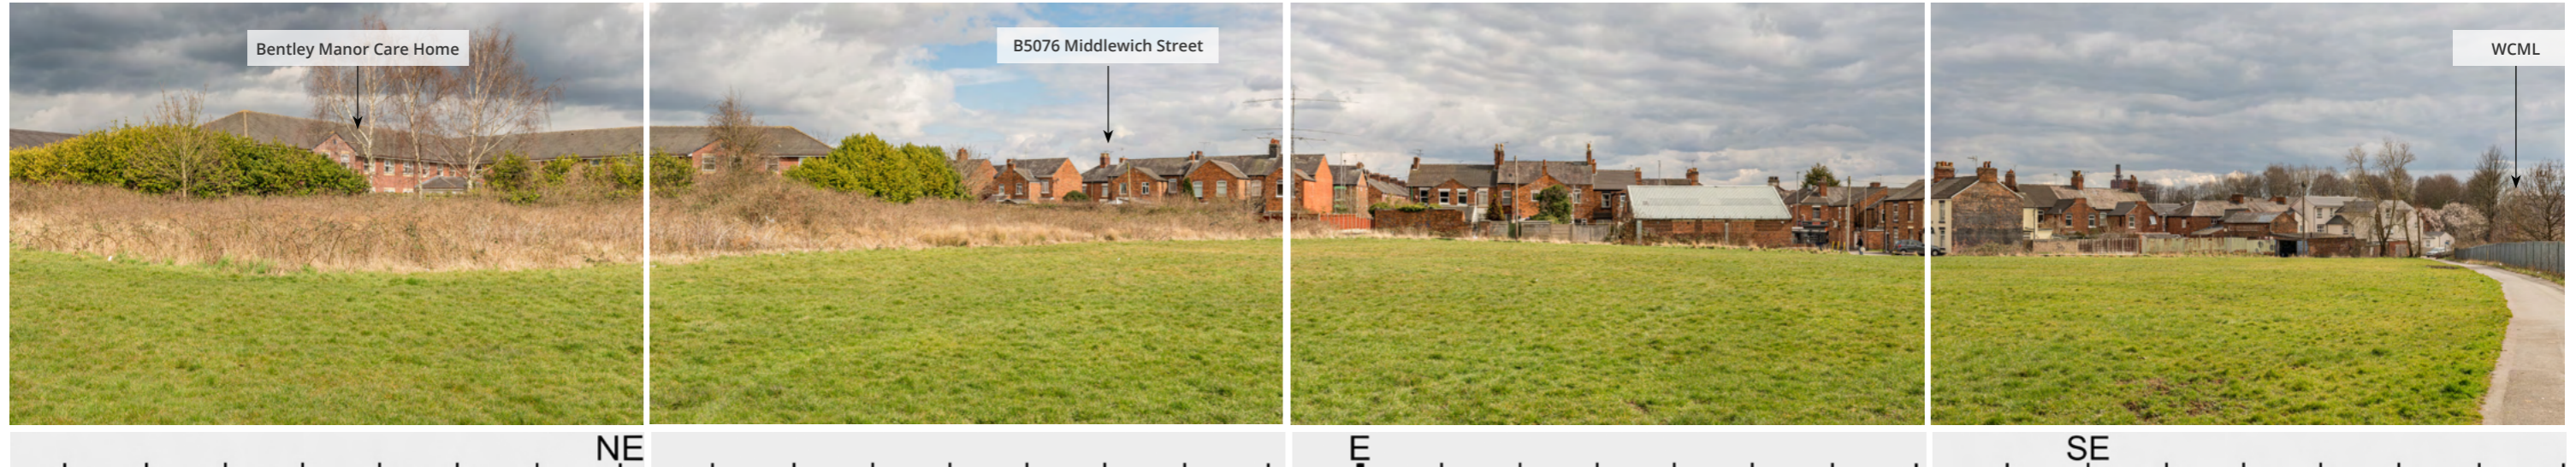 Bentley Manor Care Home
B5076 Middlewich Street
WCML
NE
E
SE